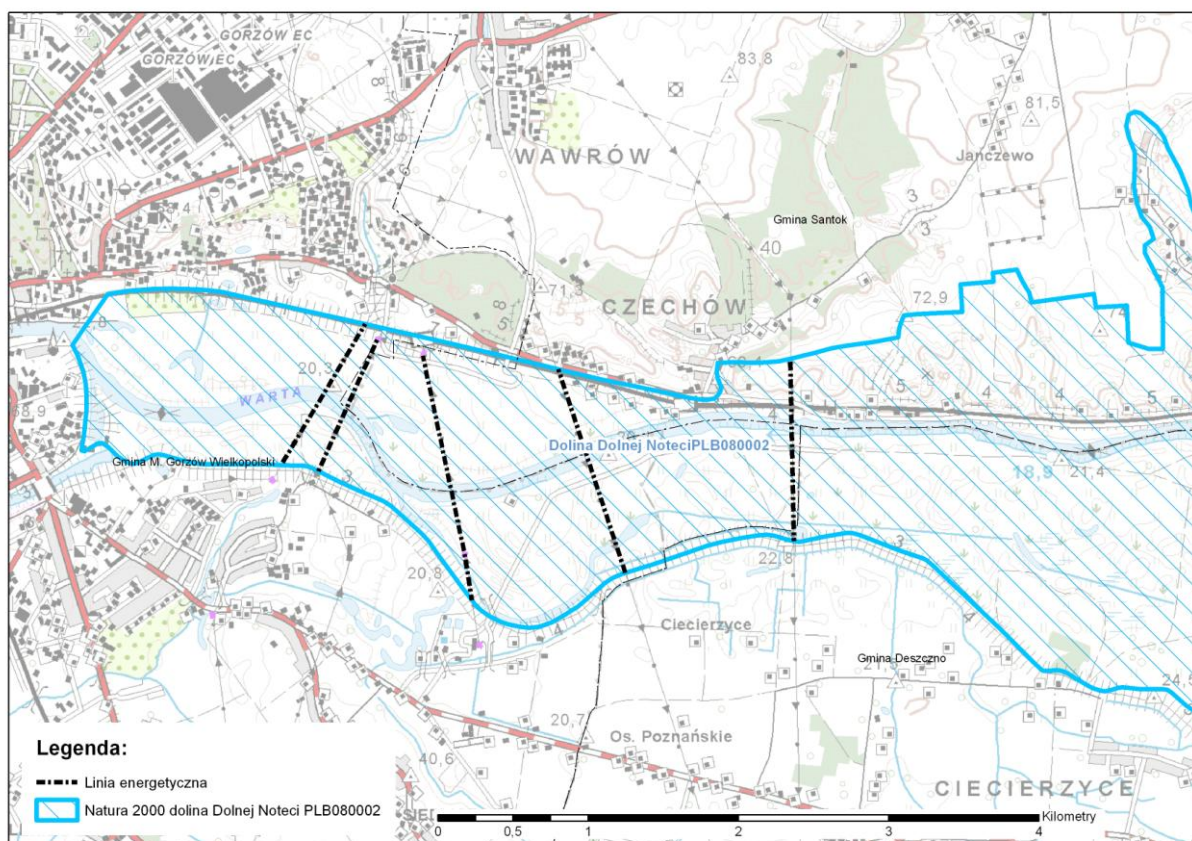 GORZÓW EC
GORZÓW EC
83,8
81,5
WAWRÓW
Janczewo
Gmina Santok
40
72,9
71,
CZECHÓW
20,3
WARTA
Dolina Dolnej NoteciPLB080002
18,9
21,4
Gmina M. Gorzów Wielkopolski
20,8
22,8
Ciecierzyce
Gmina Deszczno
24,5
20,7
Os. Poznańskie
40,6
CIECIERZYCE
Legenda:
Linia energetyczna
Natura 2000 dolina Dolnej Noteci PLB080002
0 0,5 1 2 3 4 Kilometry